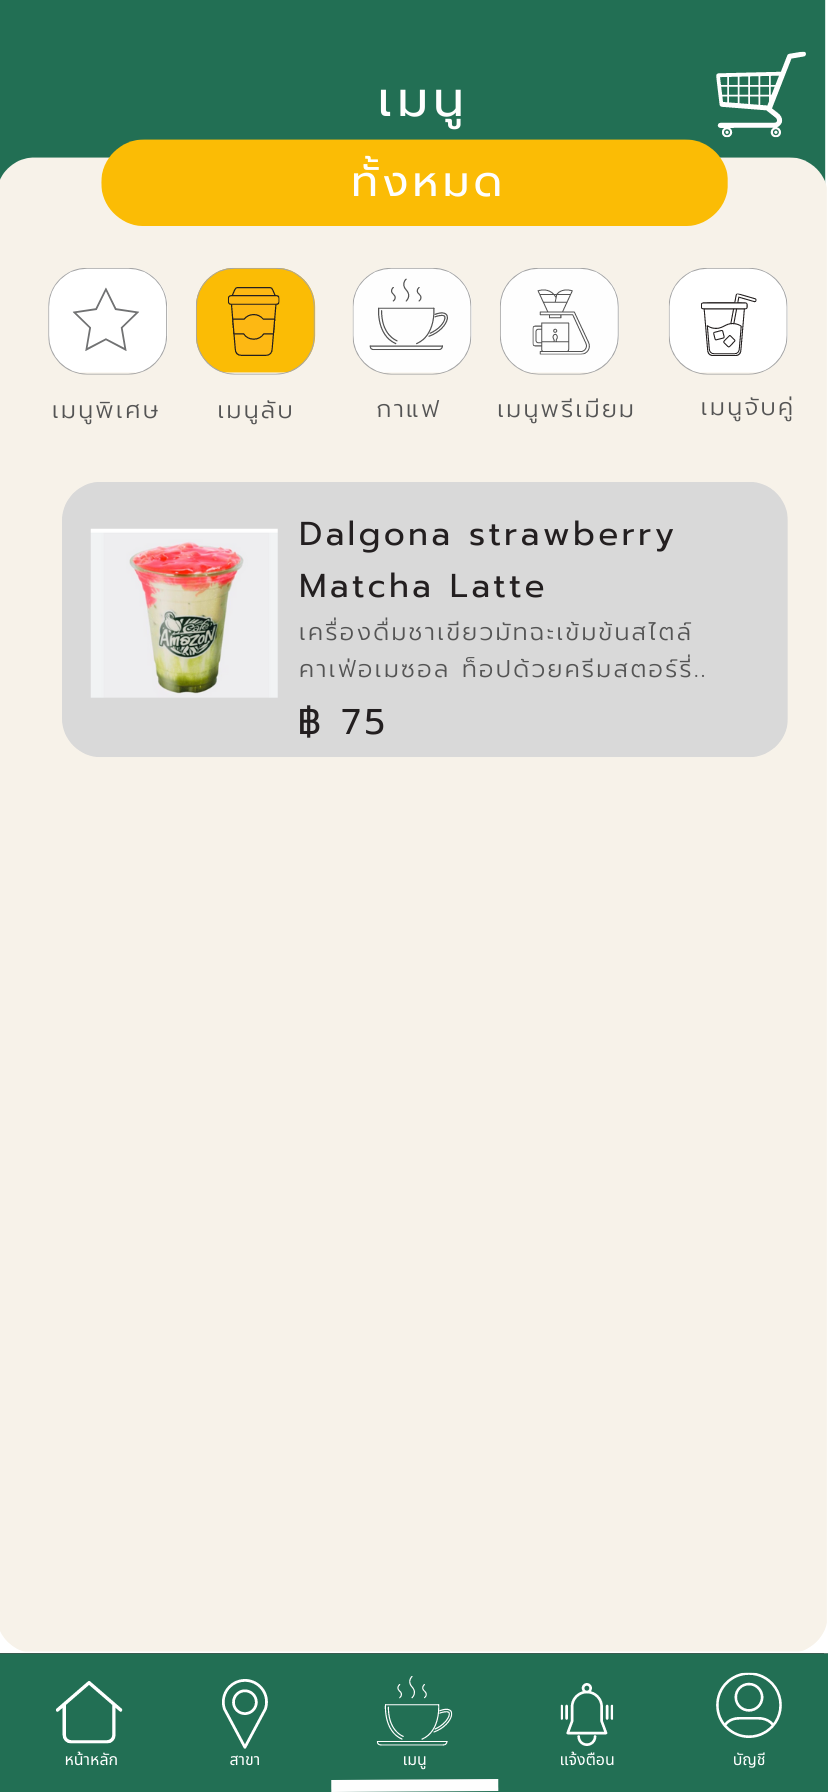 เมนู
ทั้งหมด
เมนูพิเศษ
เมนูลับ
กาแฟ
เมนูพรีเมียม
เมนูจับคู่
Dalgona strawberry
Matcha Latte
เครื่องดื่มชาเขียวมัทฉะเข้มข้นสไตล์
คาเฟ่อเมซอล ท็อปด้วยครีมสตอร์รี่..
฿ 75
Café
Amazon
หน้าหลัก
สาขา
เมนู
แจ้งตือน
บัญชี